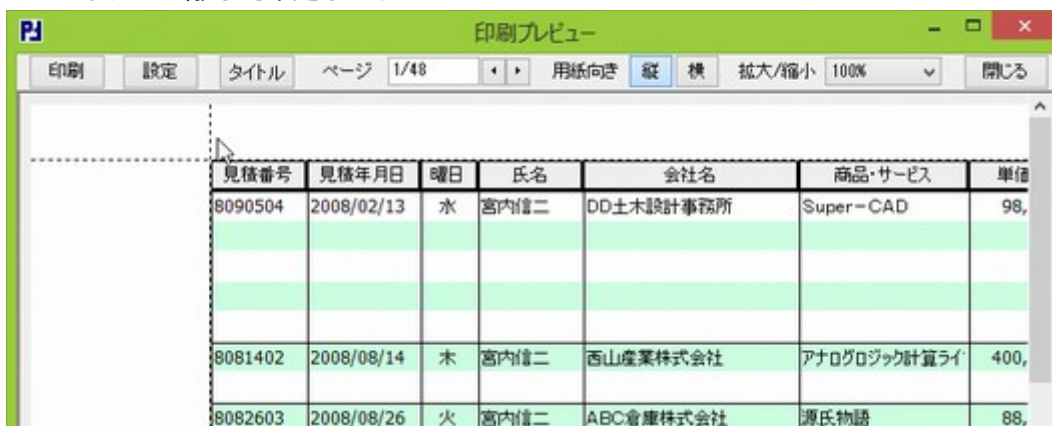 印刷プレビュー
印刷 設定 タイトル ページ 1/48 用紙向き 縦 横 拡大/縮小 100% 閉じる
見積番号 見積年月日 曜日 氏名 会社名 商品・サービス 単価
8090504 2008/02/13 水 宮内信二 DD土木設計事務所 Super-CAD 98,
8081402 2008/08/14 木 宮内信二 西山産業株式会社 アナログロジック計算ライ 400,
8082603 2008/08/26 火 宮内信二 ABC倉庫株式会社 源氏物語 88,